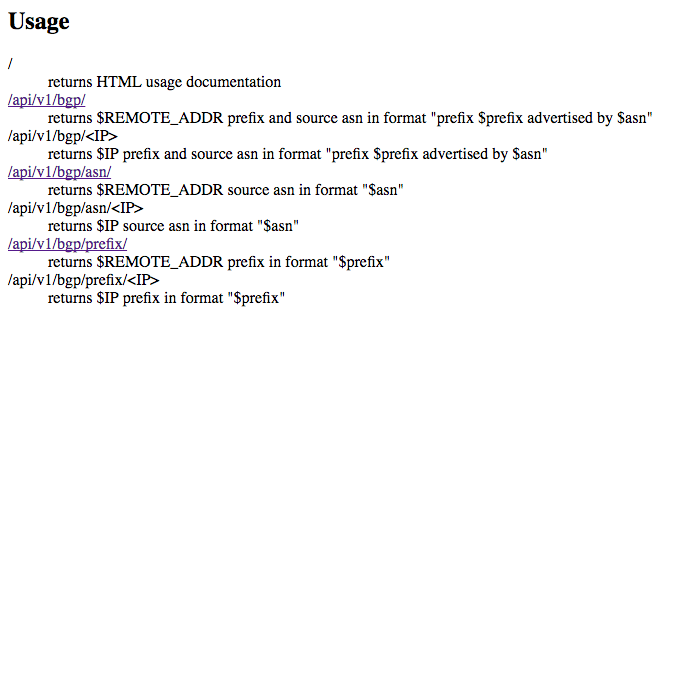 Usage
/
returns HTML usage documentation
/api/v1/bgp/
returns $REMOTE_ADDR prefix and source asn in format "prefix $prefix advertised by $asn"
/api/v1/bgp/<IP>
returns $IP prefix and source asn in format "prefix $prefix advertised by $asn"
/api/v1/bgp/asn/
returns $REMOTE_ADDR source asn in format "$asn"
/api/v1/bgp/asn/<IP>
returns $IP source asn in format "$asn"
/api/v1/bgp/prefix/
returns $REMOTE_ADDR prefix in format "$prefix"
/api/v1/bgp/prefix/<IP>
returns $IP prefix in format "$prefix"